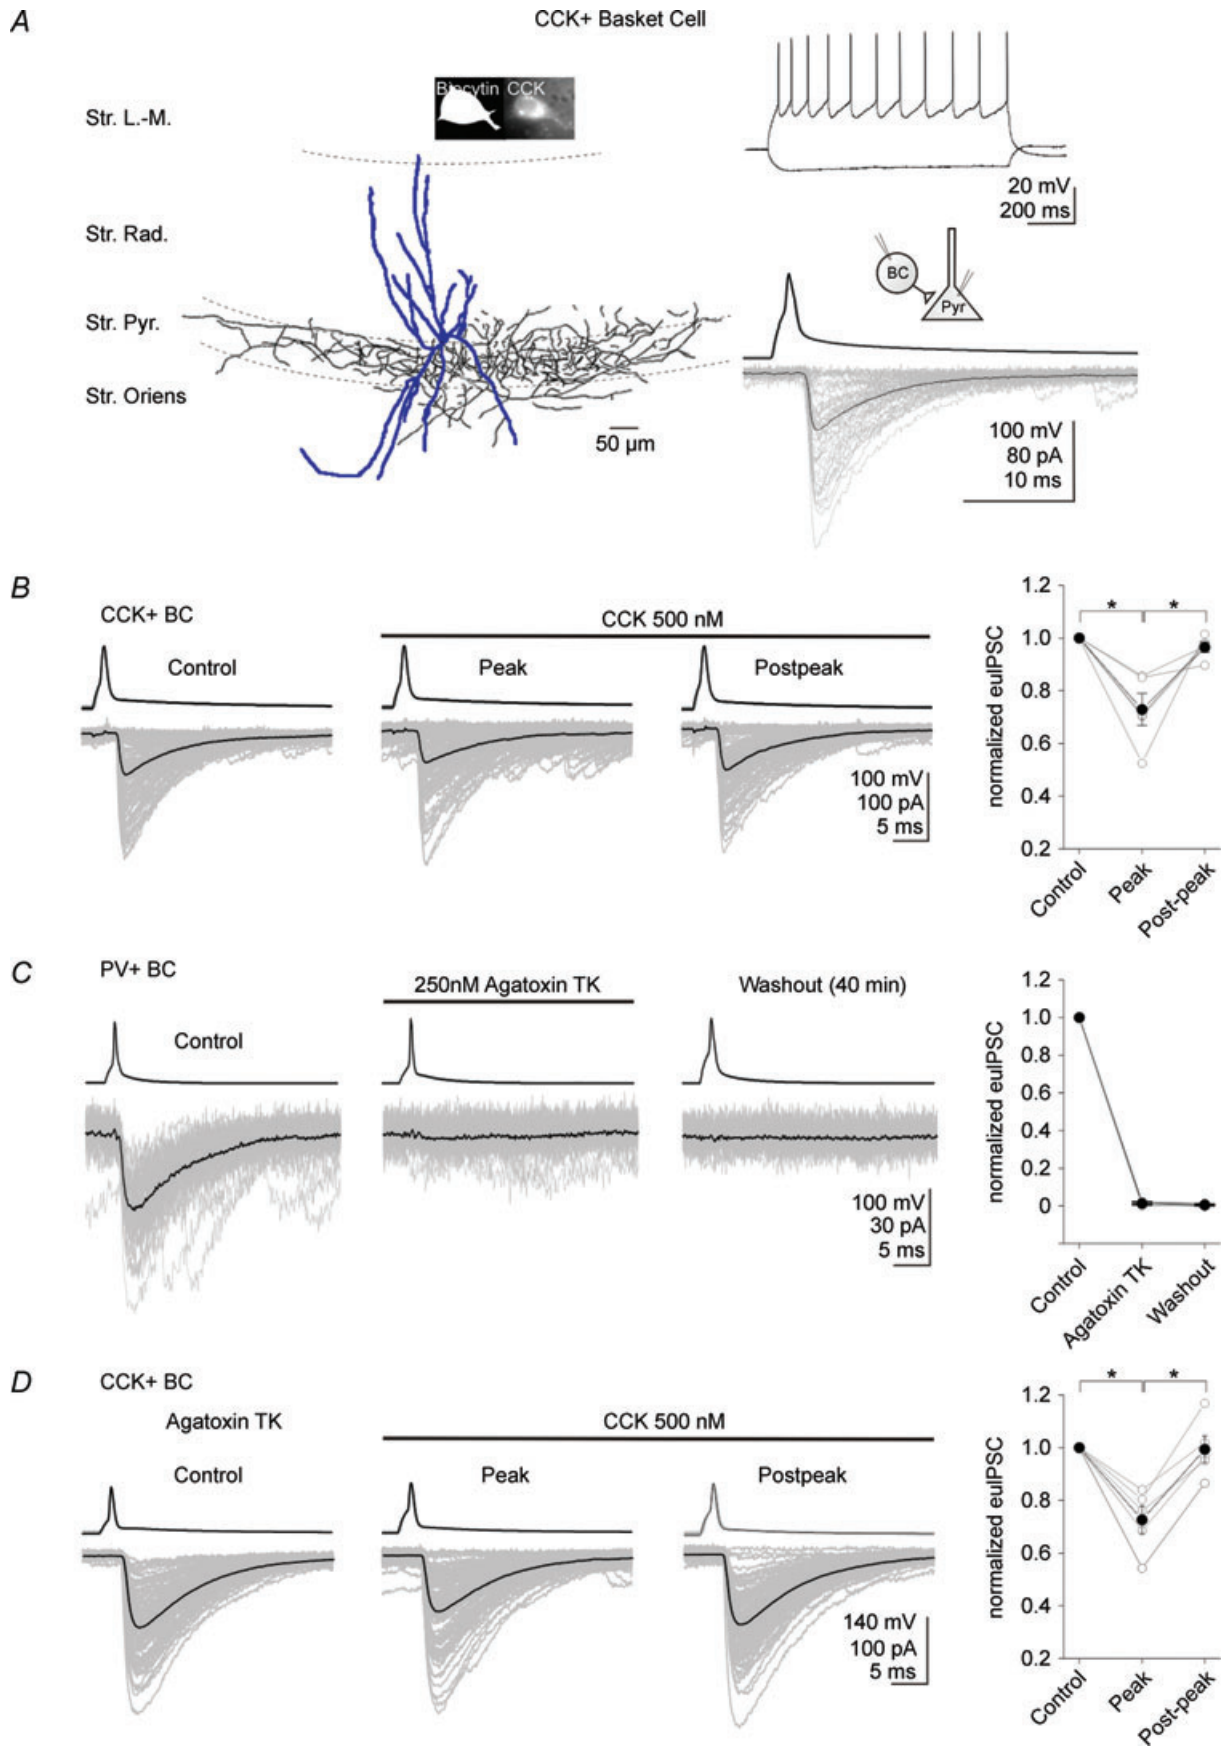 A
CCK+ Basket Cell
Biocytin CCK
Str. L.-M.
Str. Rad.
Str. Pyr.
Str. Oriens
50 µm
20 mV
200 ms
BC
Pyr
100 mV
80 pA
10 ms
B
CCK+ BC
CCK 500 nM
Control
Peak
Postpeak
100 mV
100 pA
5 ms
normalized euIPSC
1.2
1.0
0.8
0.6
0.4
0.2
* *
Control
Peak
Post-peak
C
PV+ BC
250nM Agatoxin TK
Washout (40 min)
Control
100 mV
30 pA
5 ms
normalized euIPSC
1.2
1.0
0.8
0.6
0.4
0.2
0
Control
Agatoxin TK
Washout
D
CCK+ BC
Agatoxin TK
CCK 500 nM
Control
Peak
Postpeak
140 mV
100 pA
5 ms
normalized euIPSC
1.2
1.0
0.8
0.6
0.4
0.2
* *
Control
Peak
Post-peak